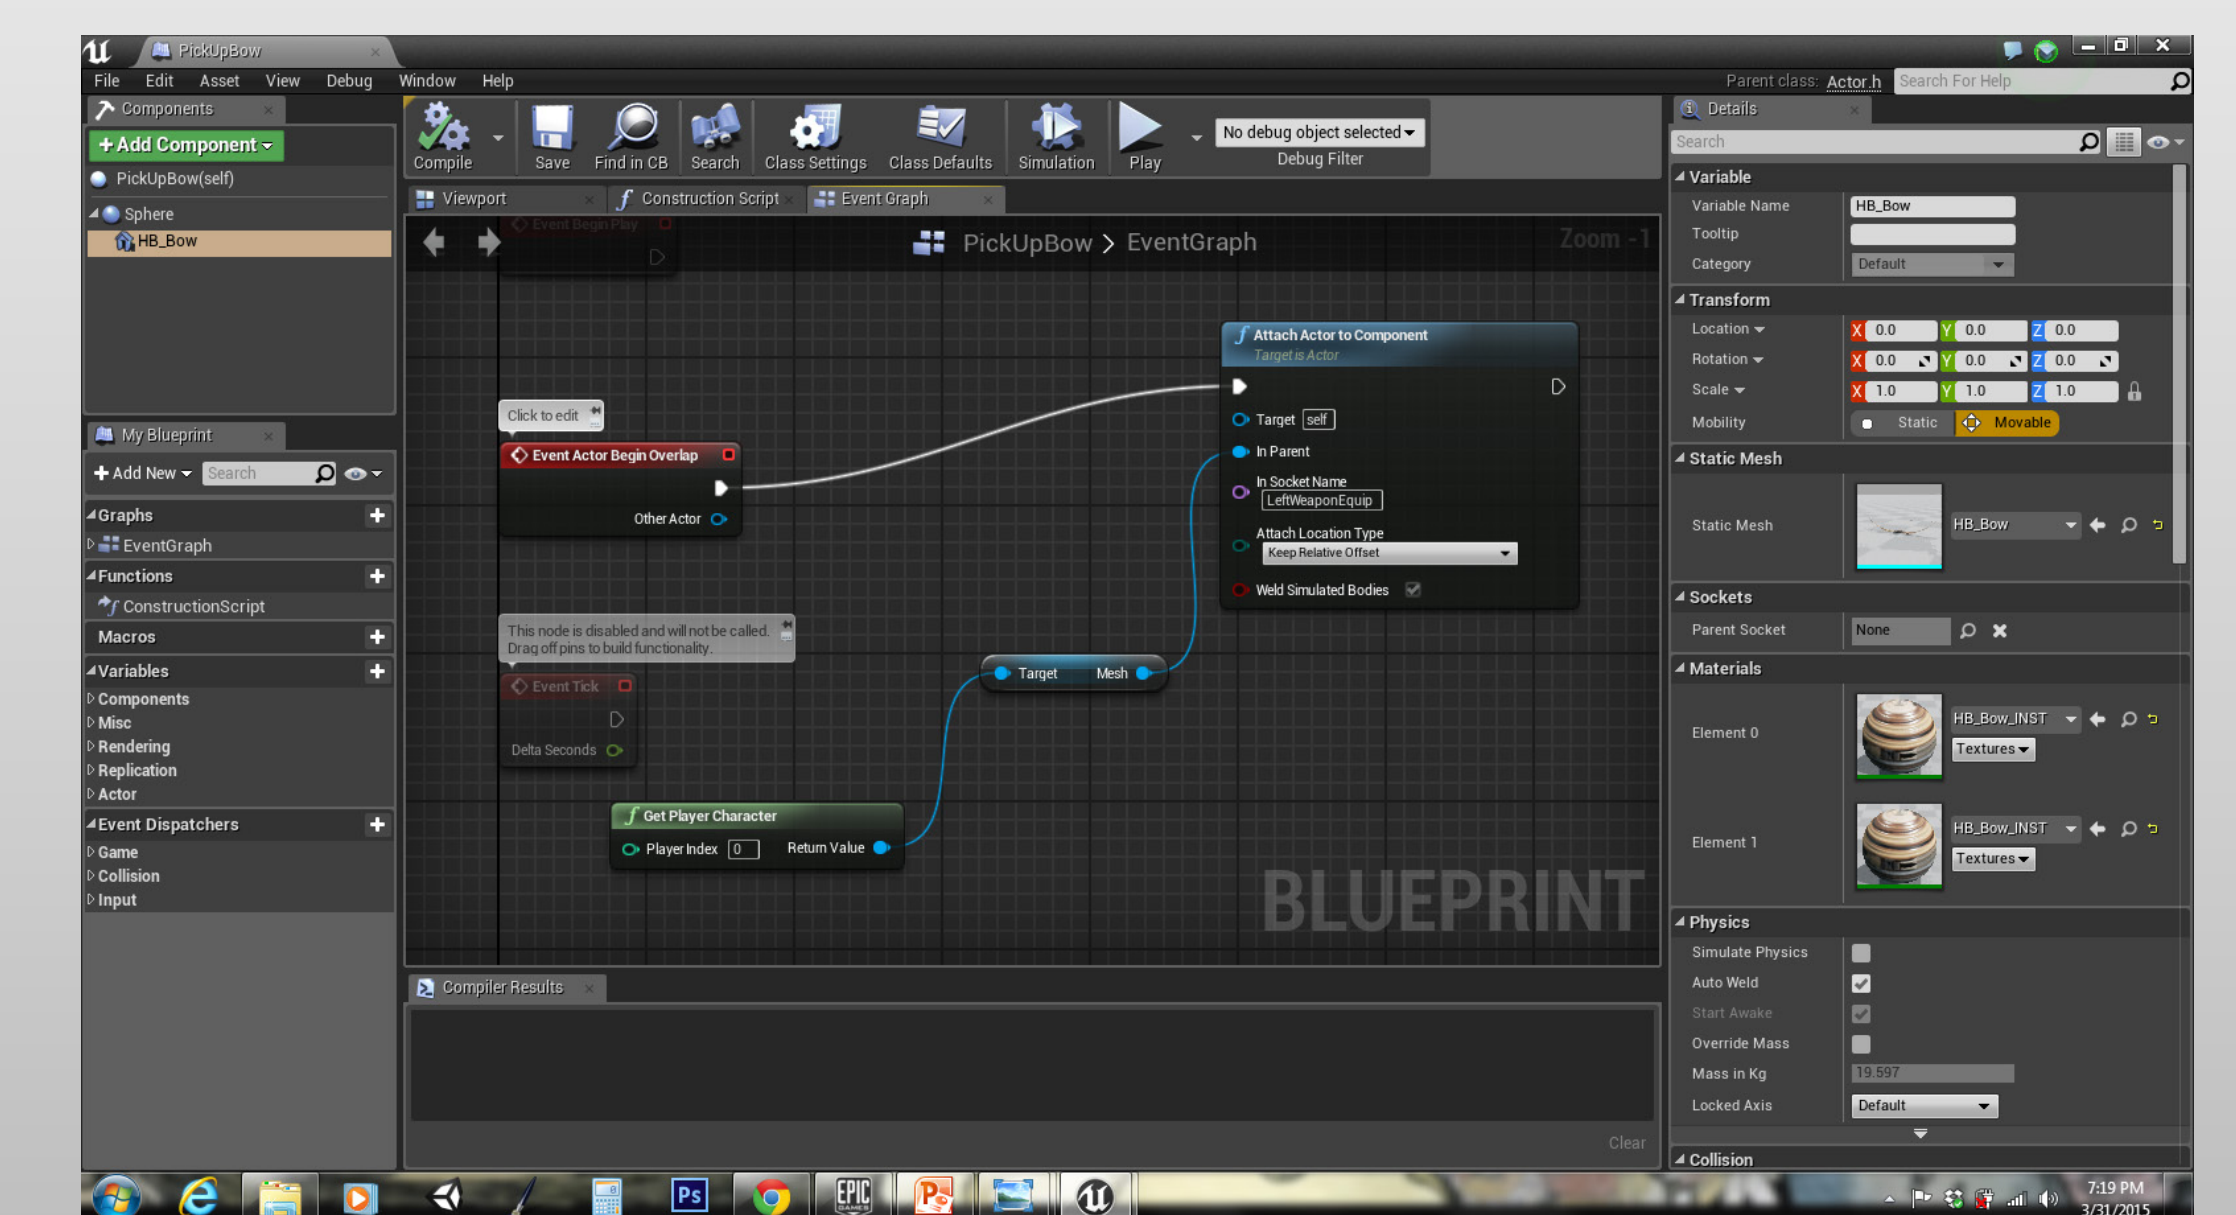 PickUpBow
File Edit Asset View Debug Window Help
Parent class: Actor.h Search For Help
Components
+Add Component
PickUpBow(self)
Sphere
HB_Bow
Compile Save Find in CB Search Class Settings Class Defaults Simulation Play
No debug object selected
Debug Filter
Viewport Construction Script Event Graph
PickUpBow > EventGraph
Zoom -1
Event Begin Play
Click to edit
Event Actor Begin Overlap
Other Actor
This node is disabled and will not be called.
Drag off pins to build functionality.
Event Tick
Delta Seconds
Get Player Character
Player Index 0 Return Value
Target Mesh
Attach Actor to Component
Target is Actor
Target self
In Parent
In Socket Name
LeftWeaponEquip
Attach Location Type
Keep Relative Offset
Weld Simulated Bodies
BLUEPRINT
My Blueprint
+Add New Search
Graphs
EventGraph
Functions
ConstructionScript
Macros
Variables
Components
Misc
Rendering
Replication
Actor
Event Dispatchers
Game
Collision
Input
Compiler Results
Clear
Details
Search
Variable
Variable Name HB_Bow
Tooltip
Category Default
Transform
Location X 0.0 Y 0.0 Z 0.0
Rotation X 0.0 Y 0.0 Z 0.0
Scale X 1.0 Y 1.0 Z 1.0
Mobility Static Movable
Static Mesh
Static Mesh HB_Bow
Sockets
Parent Socket None
Materials
Element 0 HB_Bow_INST
Textures
Element 1 HB_Bow_INST
Textures
Physics
Simulate Physics
Auto Weld
Start Awake
Override Mass
Mass in Kg 19.597
Locked Axis Default
Collision
Ps
EPIC
GAMES
7:19 PM
3/31/2015